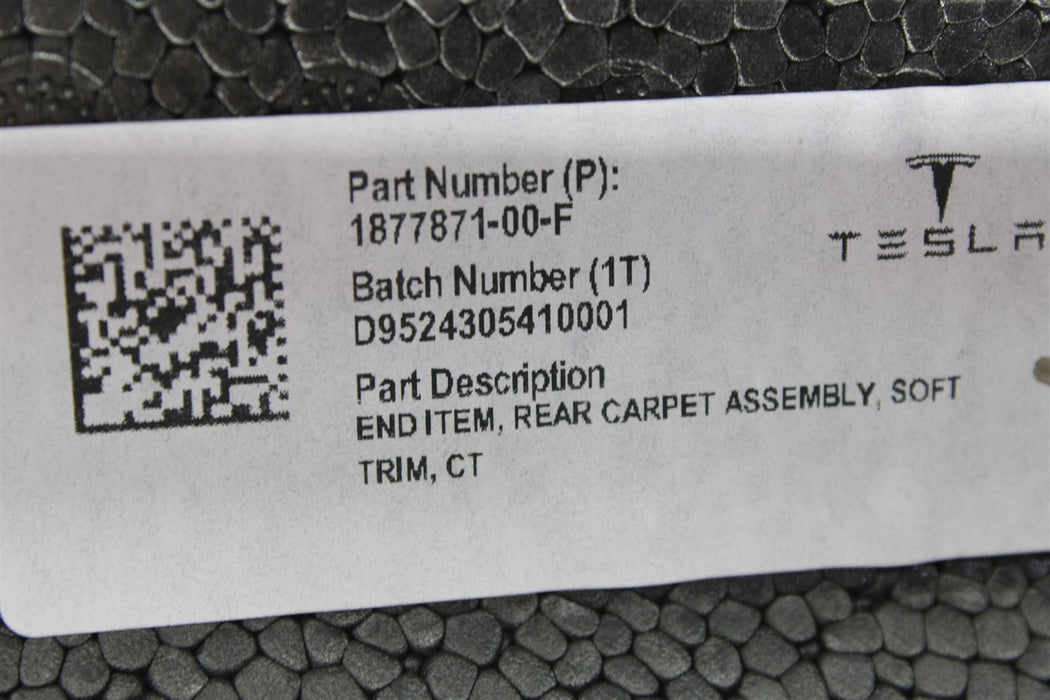 Part Number (P):
1877871-00-F
Batch Number (1T)
D9524305410001
Part Description
END ITEM, REAR CARPET ASSEMBLY, SOFT
TRIM, CT
TESLA